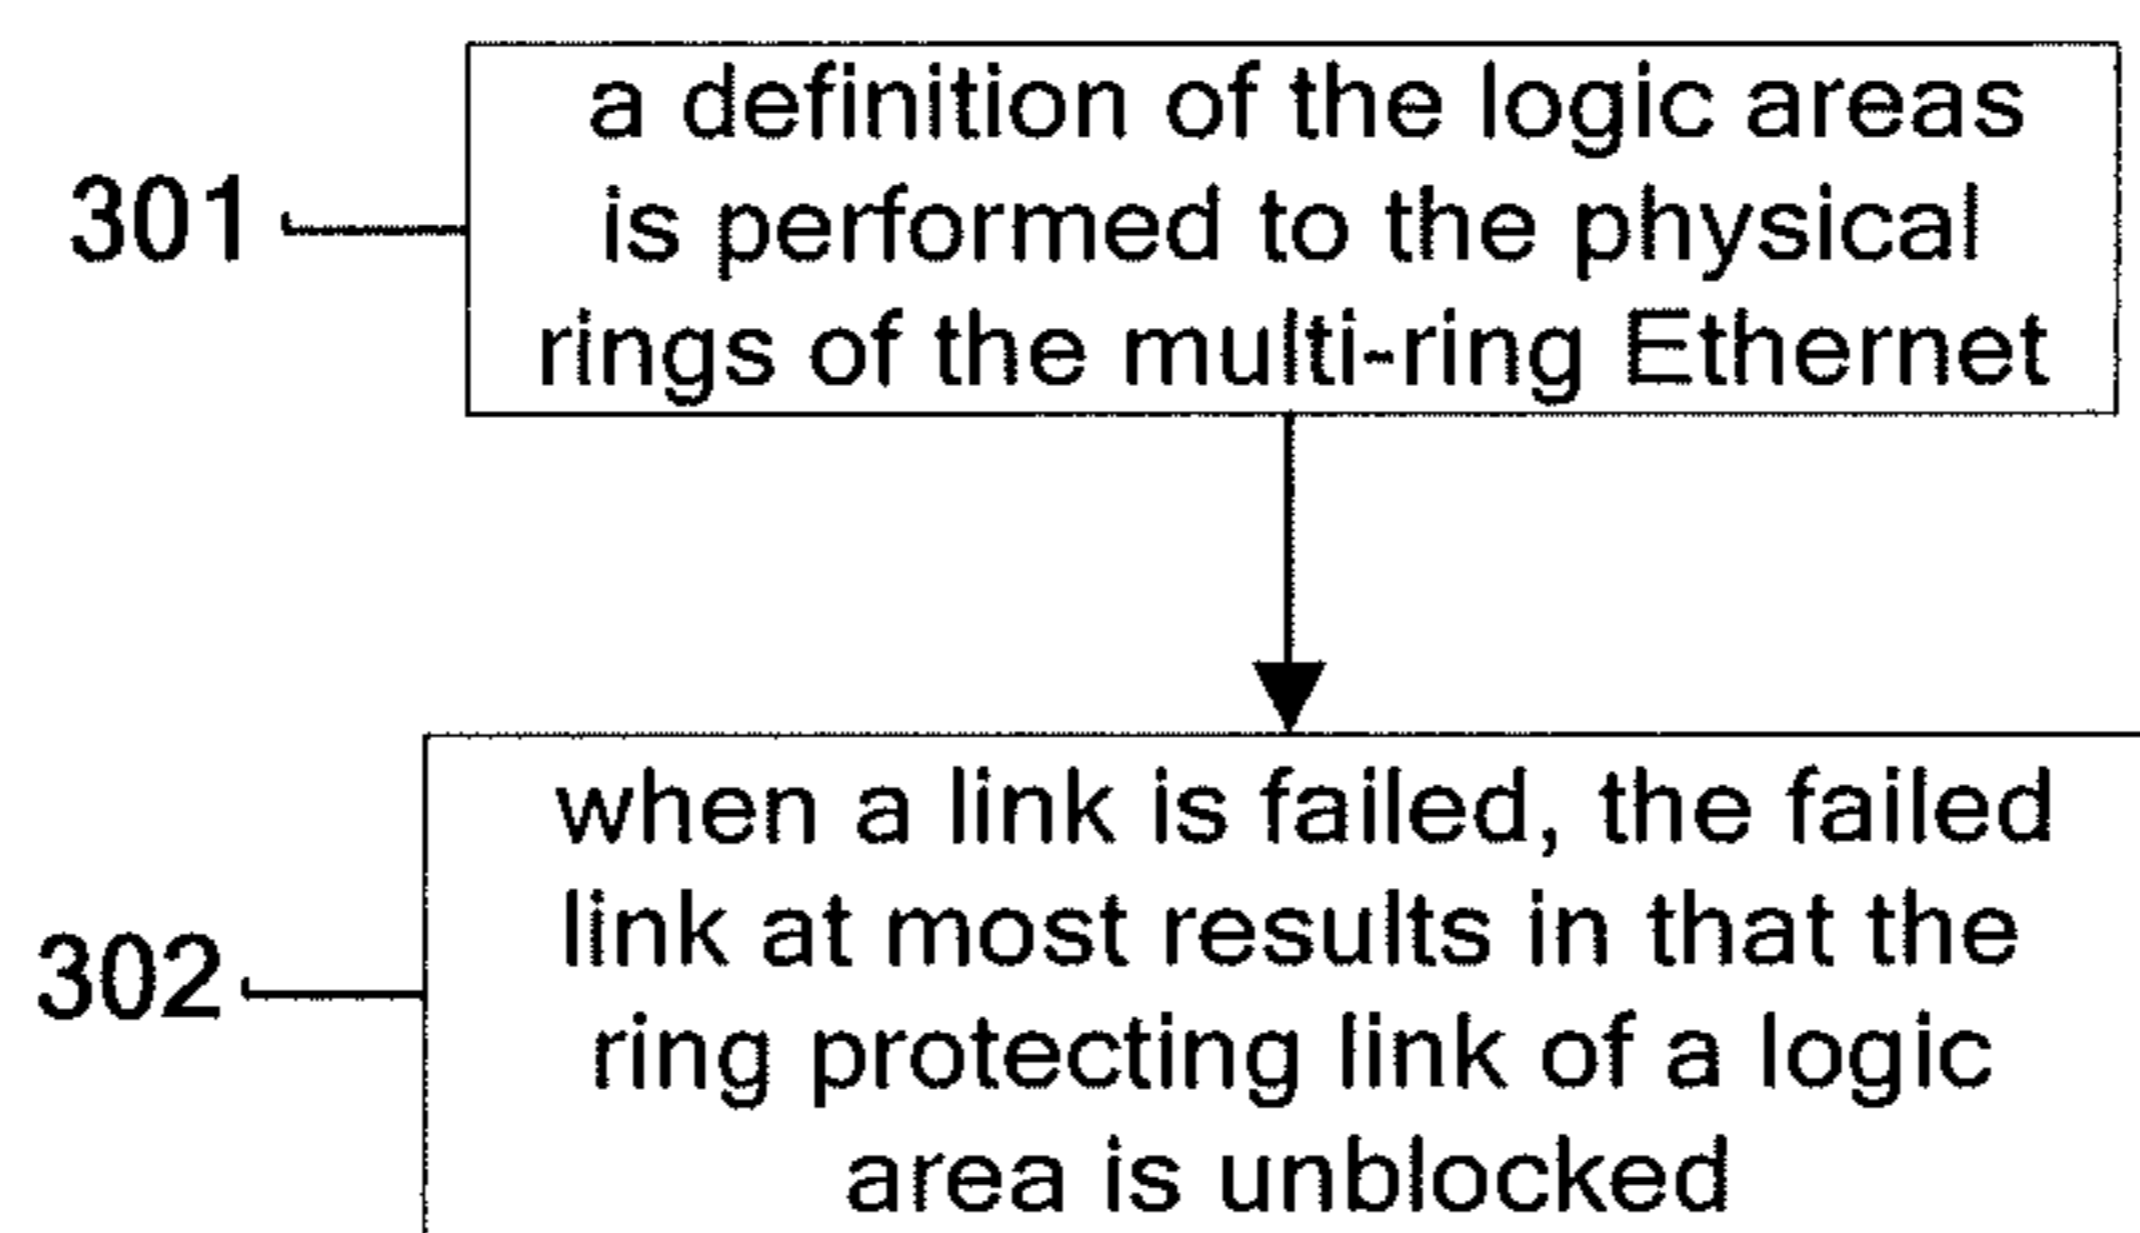 a definition of the logic areas
301
is performed to the physical
rings of the multi-ring Ethernet
when a link is failed, the failed
link at most results in that the
302
ring protecting link of a logic
area is unblocked